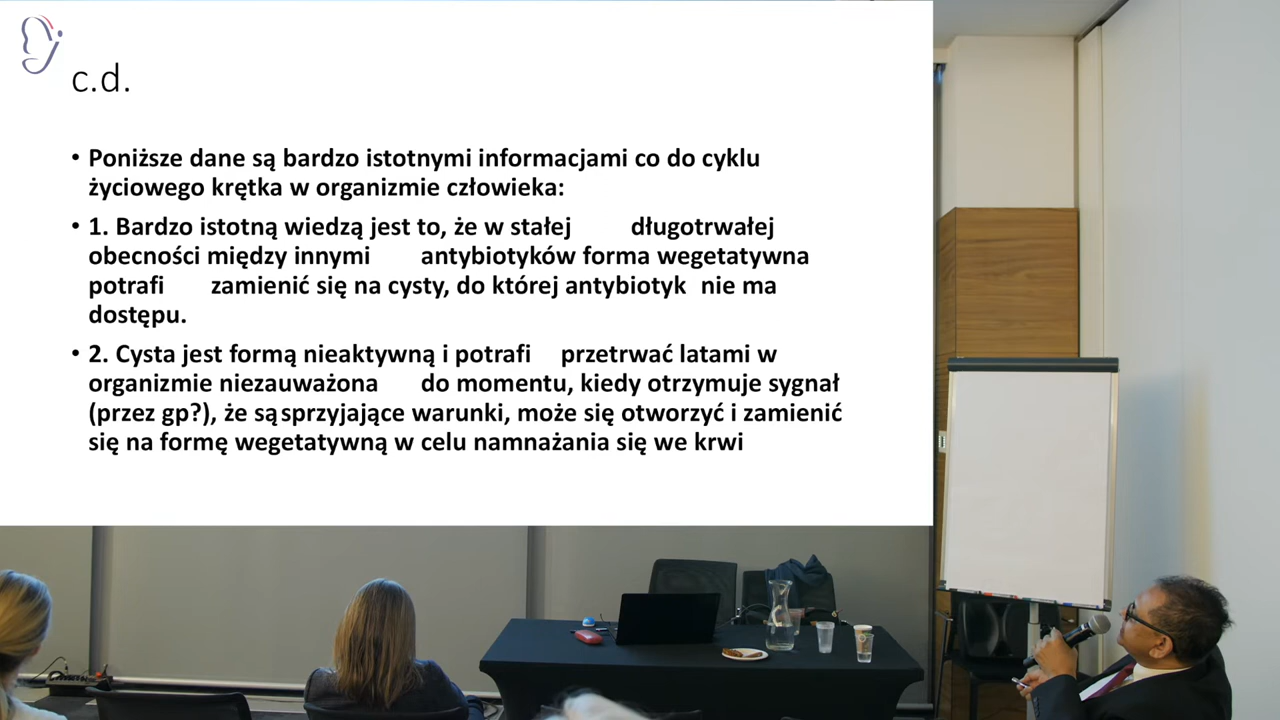 c.d.
• Poniższe dane są bardzo istotnymi informacjami co do cyklu
życiowego krętka w organizmie człowieka:
• 1. Bardzo istotną wiedzą jest to, że w stałej długotrwałej
obecności między innymi antybiotyków forma wegetatywna
potrafi zamienić się na cysty, do której antybiotyk nie ma
dostępu.
• 2. Cysta jest formą nieaktywną i potrafi przetrwać latami w
organizmie niezauważona do momentu, kiedy otrzymuje sygnał
(przez gp?), że są sprzyjające warunki, może się otworzyć i zamienić
się na formę wegetatywną w celu namnażania się we krwi